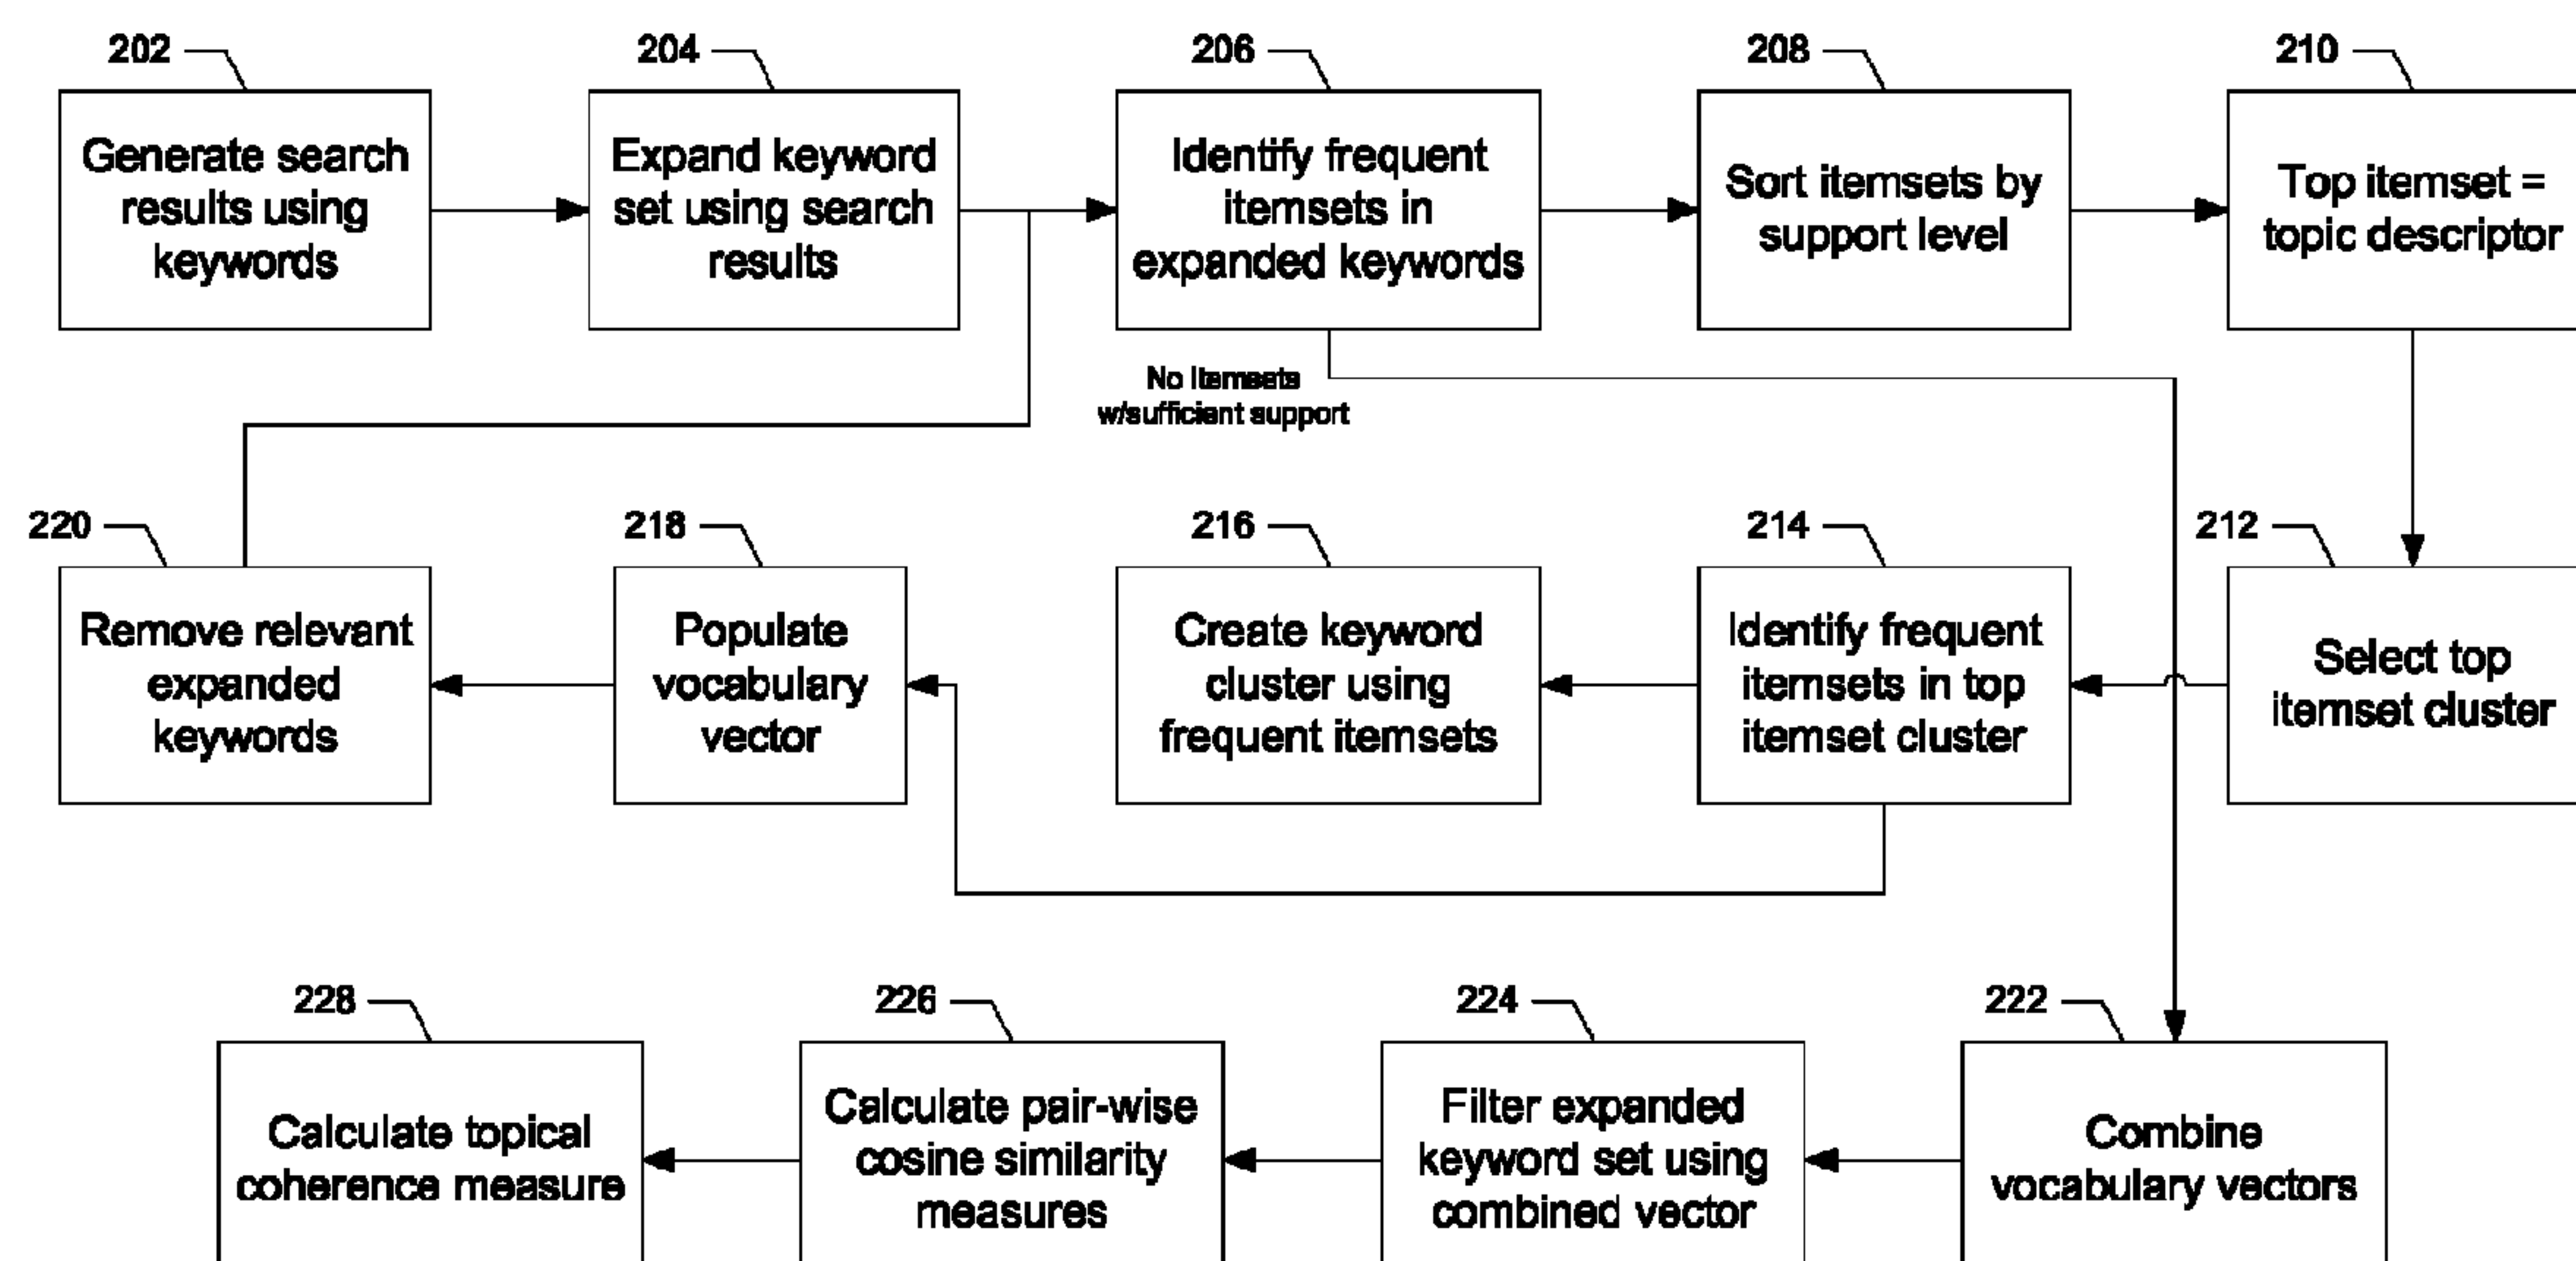 202
Generate search
results using
keywords
204
Expand keyword
set using search
results
206
Identify frequent
itemsets in
expanded keywords
208
Sort itemsets by
support level
210
Top itemset =
topic descriptor
No itemsets
w/sufficient support
220
Remove relevant
expanded
keywords
218
Populate
vocabulary
vector
216
Create keyword
cluster using
frequent itemsets
214
Identify frequent
itemsets in top
itemset cluster
212
Select top
itemset cluster
228
Calculate topical
coherence measure
226
Calculate pair-wise
cosine similarity
measures
224
Filter expanded
keyword set using
combined vector
222
Combine
vocabulary vectors